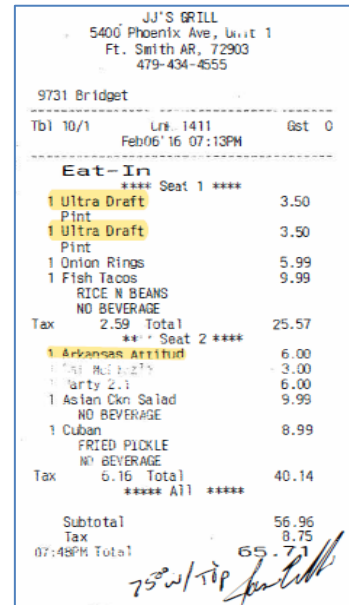 JJ'S GRILL
5400 Phoenix Ave, Unit 1
Ft. Smith AR, 72903
479-434-4555
9731 Bridget
Tbl 10/1 1411 Gst 0
Feb06'16 07:13PM
Eat-In
**** Seat 1 ****
1 Ultra Draft 3.50
Pint
1 Ultra Draft 3.50
Pint
1 Onion Rings 5.99
1 Fish Tacos 9.99
RICE N BEANS
NO BEVERAGE
Tax 2.59 Total 25.57
Seat 2 ****
1 Arkansas Attitud 6.00
3.00
Party 2.1 6.00
1 Asian Ckn Salad 9.99
NO BEVERAGE
1 Cuban 8.99
FRIED PICKLE
NO BEVERAGE
Tax 6.16 Total 40.14
***** All *****
Subtotal 56.96
Tax 8.75
07:48PM Total 65.71
75⁰⁰ w/ Tip